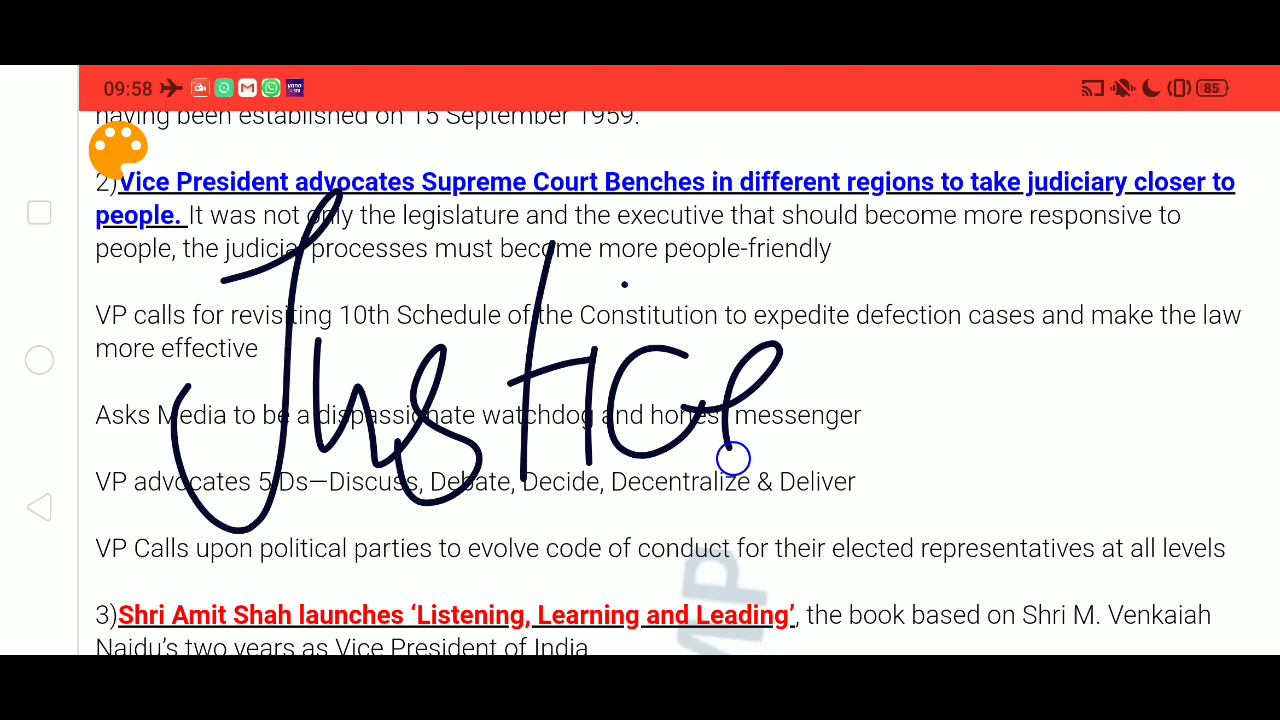 09:58
85
having been established on 15 September 1959.
2)Vice President advocates Supreme Court Benches in different regions to take judiciary closer to
people. It was not only the legislature and the executive that should become more responsive to
people, the judicial processes must become more people-friendly
VP calls for revisiting 10th Schedule of the Constitution to expedite defection cases and make the law
more effective
Justice
Asks Media to be a dispassionate watchdog and honest messenger
VP advocates 5 Ds—Discuss, Debate, Decide, Decentralize & Deliver
VP Calls upon political parties to evolve code of conduct for their elected representatives at all levels
3)Shri Amit Shah launches ‘Listening, Learning and Leading’, the book based on Shri M. Venkaiah
Naidu’s two years as Vice President of India